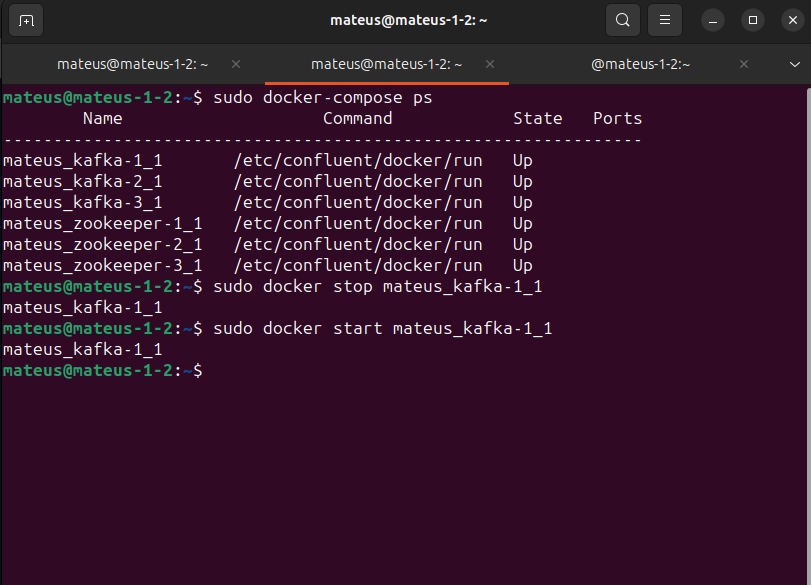 mateus@mateus-1-2: ~
mateus@mateus-1-2: ~
mateus@mateus-1-2: ~
@mateus-1-2:~
mateus@mateus-1-2:~$ sudo docker-compose ps
Name Command State Ports
----------------------------------------------------------------
mateus_kafka-1_1 /etc/confluent/docker/run Up
mateus_kafka-2_1 /etc/confluent/docker/run Up
mateus_kafka-3_1 /etc/confluent/docker/run Up
mateus_zookeeper-1_1 /etc/confluent/docker/run Up
mateus_zookeeper-2_1 /etc/confluent/docker/run Up
mateus_zookeeper-3_1 /etc/confluent/docker/run Up
mateus@mateus-1-2:~$ sudo docker stop mateus_kafka-1_1
mateus_kafka-1_1
mateus@mateus-1-2:~$ sudo docker start mateus_kafka-1_1
mateus_kafka-1_1
mateus@mateus-1-2:~$